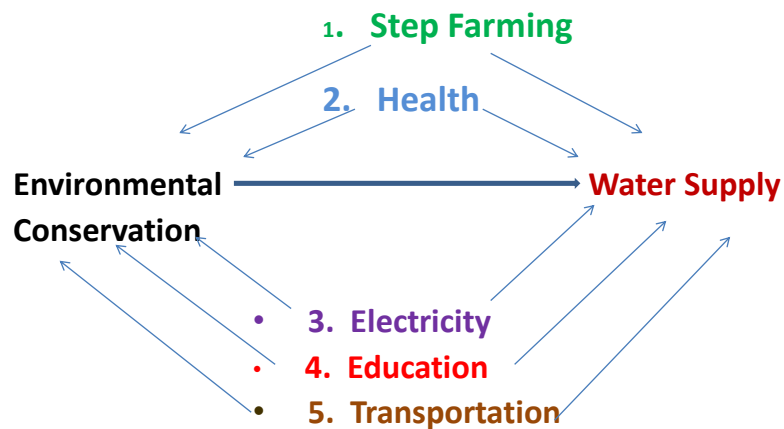 1. Step Farming
2. Health
Environmental
Conservation
Water Supply
• 3. Electricity
• 4. Education
• 5. Transportation